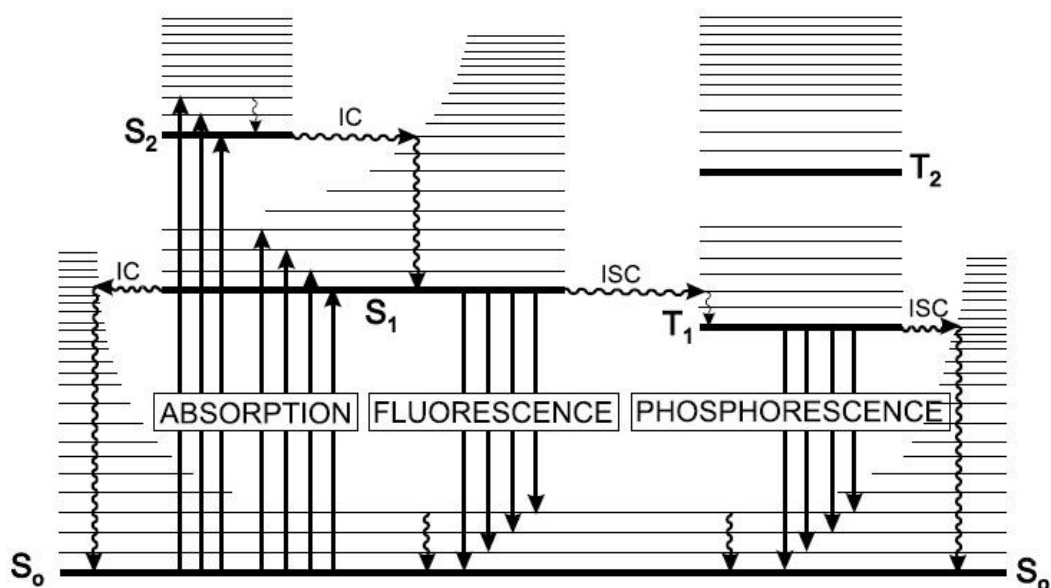 IC
S₂
T₂
IC
ISC
S₁
T₁
ISC
ABSORPTION
FLUORESCENCE
PHOSPHORESCENCE
Sₒ
Sₒ